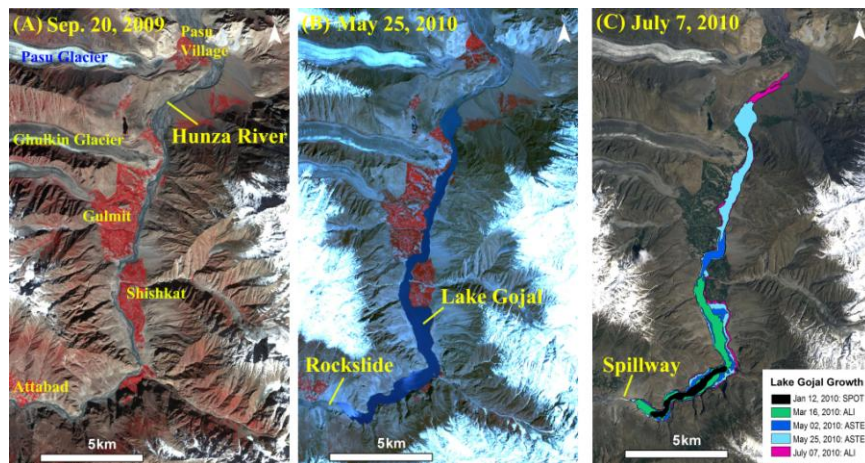 (A) Sep. 20, 2009
Pasu
Village
Pasu Glacier
Hunza River
Ghulkin Glacier
Gulmit
Shishkat
Attabad
5km
(B) May 25, 2010
Lake Gojal
Rockslide
5km
(C) July 7, 2010
Spillway
5km
Lake Gojal Growth
Jan 12, 2010: SPOT
Mar 16, 2010: ALI
May 02, 2010: ASTE
May 25, 2010: ASTE
July 07, 2010: ALI